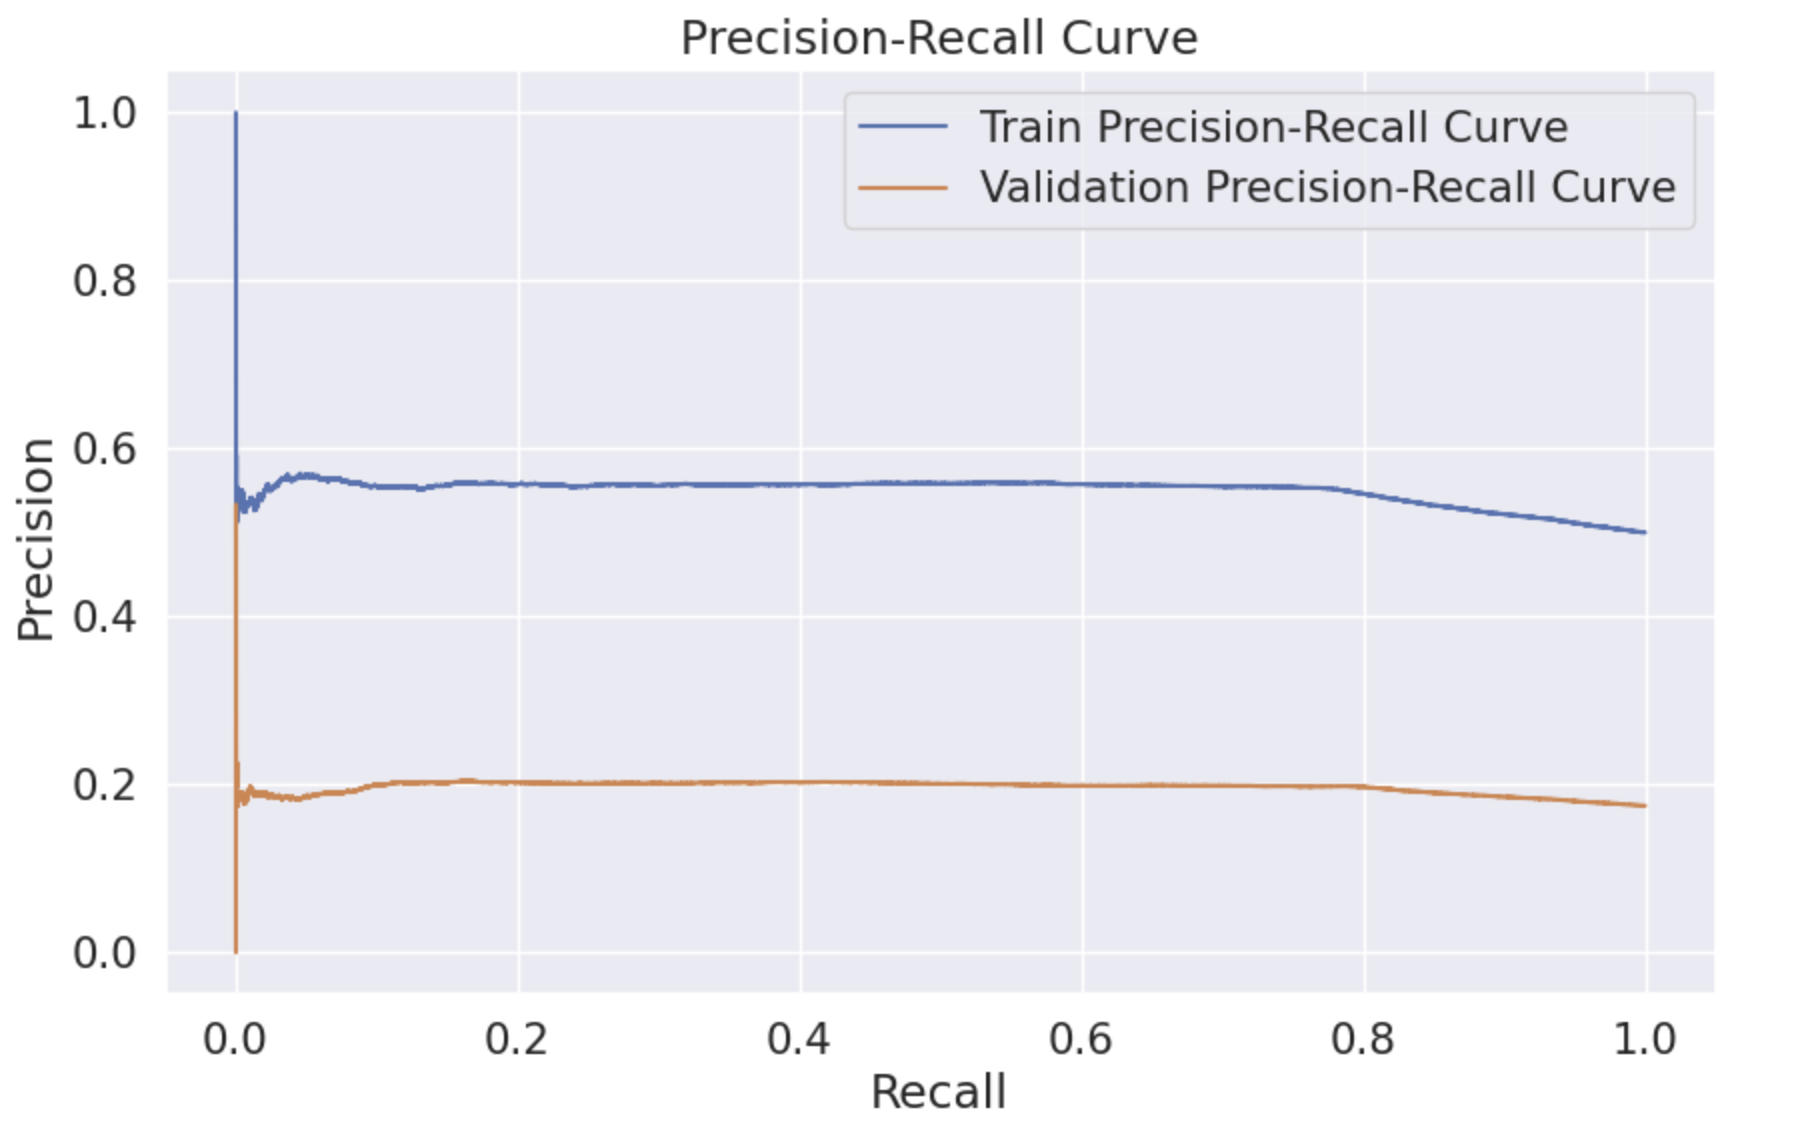 Precision-Recall Curve
Train Precision-Recall Curve
Validation Precision-Recall Curve
1.0
0.8
0.6
0.4
0.2
0.0
Precision
0.0 0.2 0.4 0.6 0.8 1.0
Recall